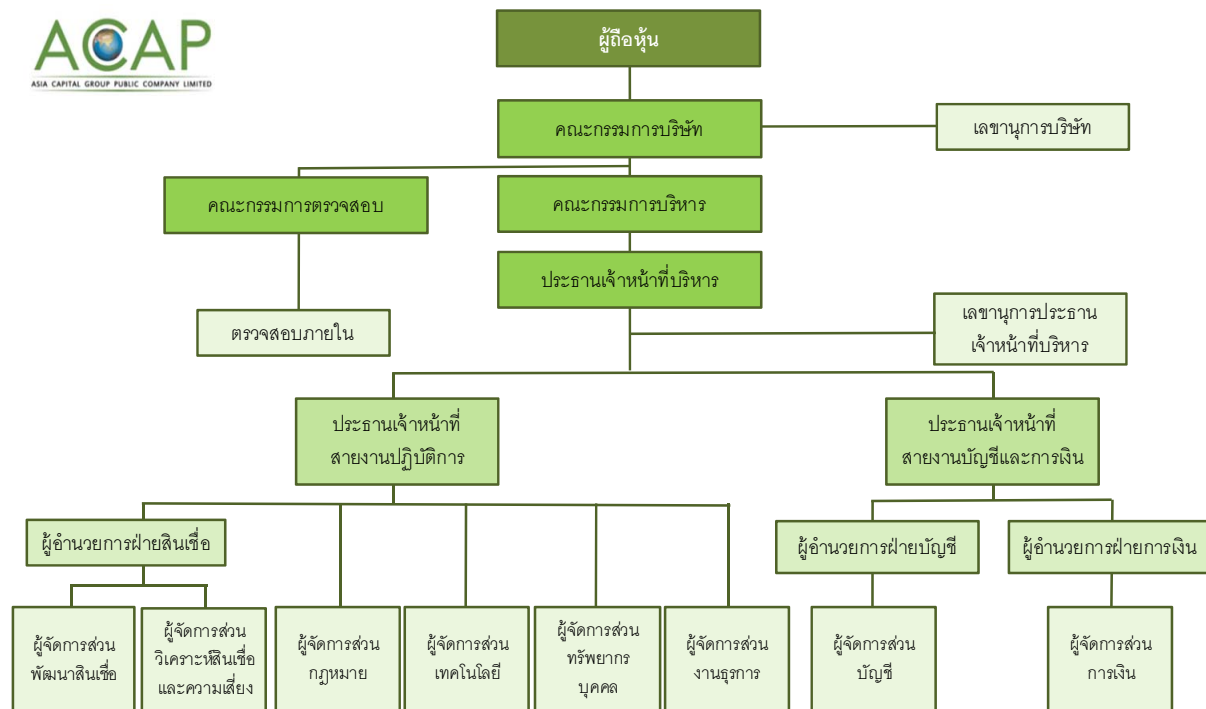 ACAP
ASIA CAPITAL GROUP PUBLIC COMPANY LIMITED
ผู้ถือหุ้น
คณะกรรมการบริษัท
เลขานุการบริษัท
คณะกรรมการตรวจสอบ
คณะกรรมการบริหาร
ประธานเจ้าหน้าที่บริหาร
ตรวจสอบภายใน
เลขานุการประธาน
เจ้าหน้าที่บริหาร
ประธานเจ้าหน้าที่
สายงานปฏิบัติการ
ประธานเจ้าหน้าที่
สายงานบัญชีและการเงิน
ผู้อำนวยการฝ่ายสินเชื่อ
ผู้อำนวยการฝ่ายบัญชี
ผู้อำนวยการฝ่ายการเงิน
ผู้จัดการส่วน
พัฒนาสินเชื่อ
ผู้จัดการส่วน
วิเคราะห์สินเชื่อ
และความเสี่ยง
ผู้จัดการส่วน
กฎหมาย
ผู้จัดการส่วน
เทคโนโลยี
ผู้จัดการส่วน
ทรัพยากร
บุคคล
ผู้จัดการส่วน
งานธุรการ
ผู้จัดการส่วน
บัญชี
ผู้จัดการส่วน
การเงิน